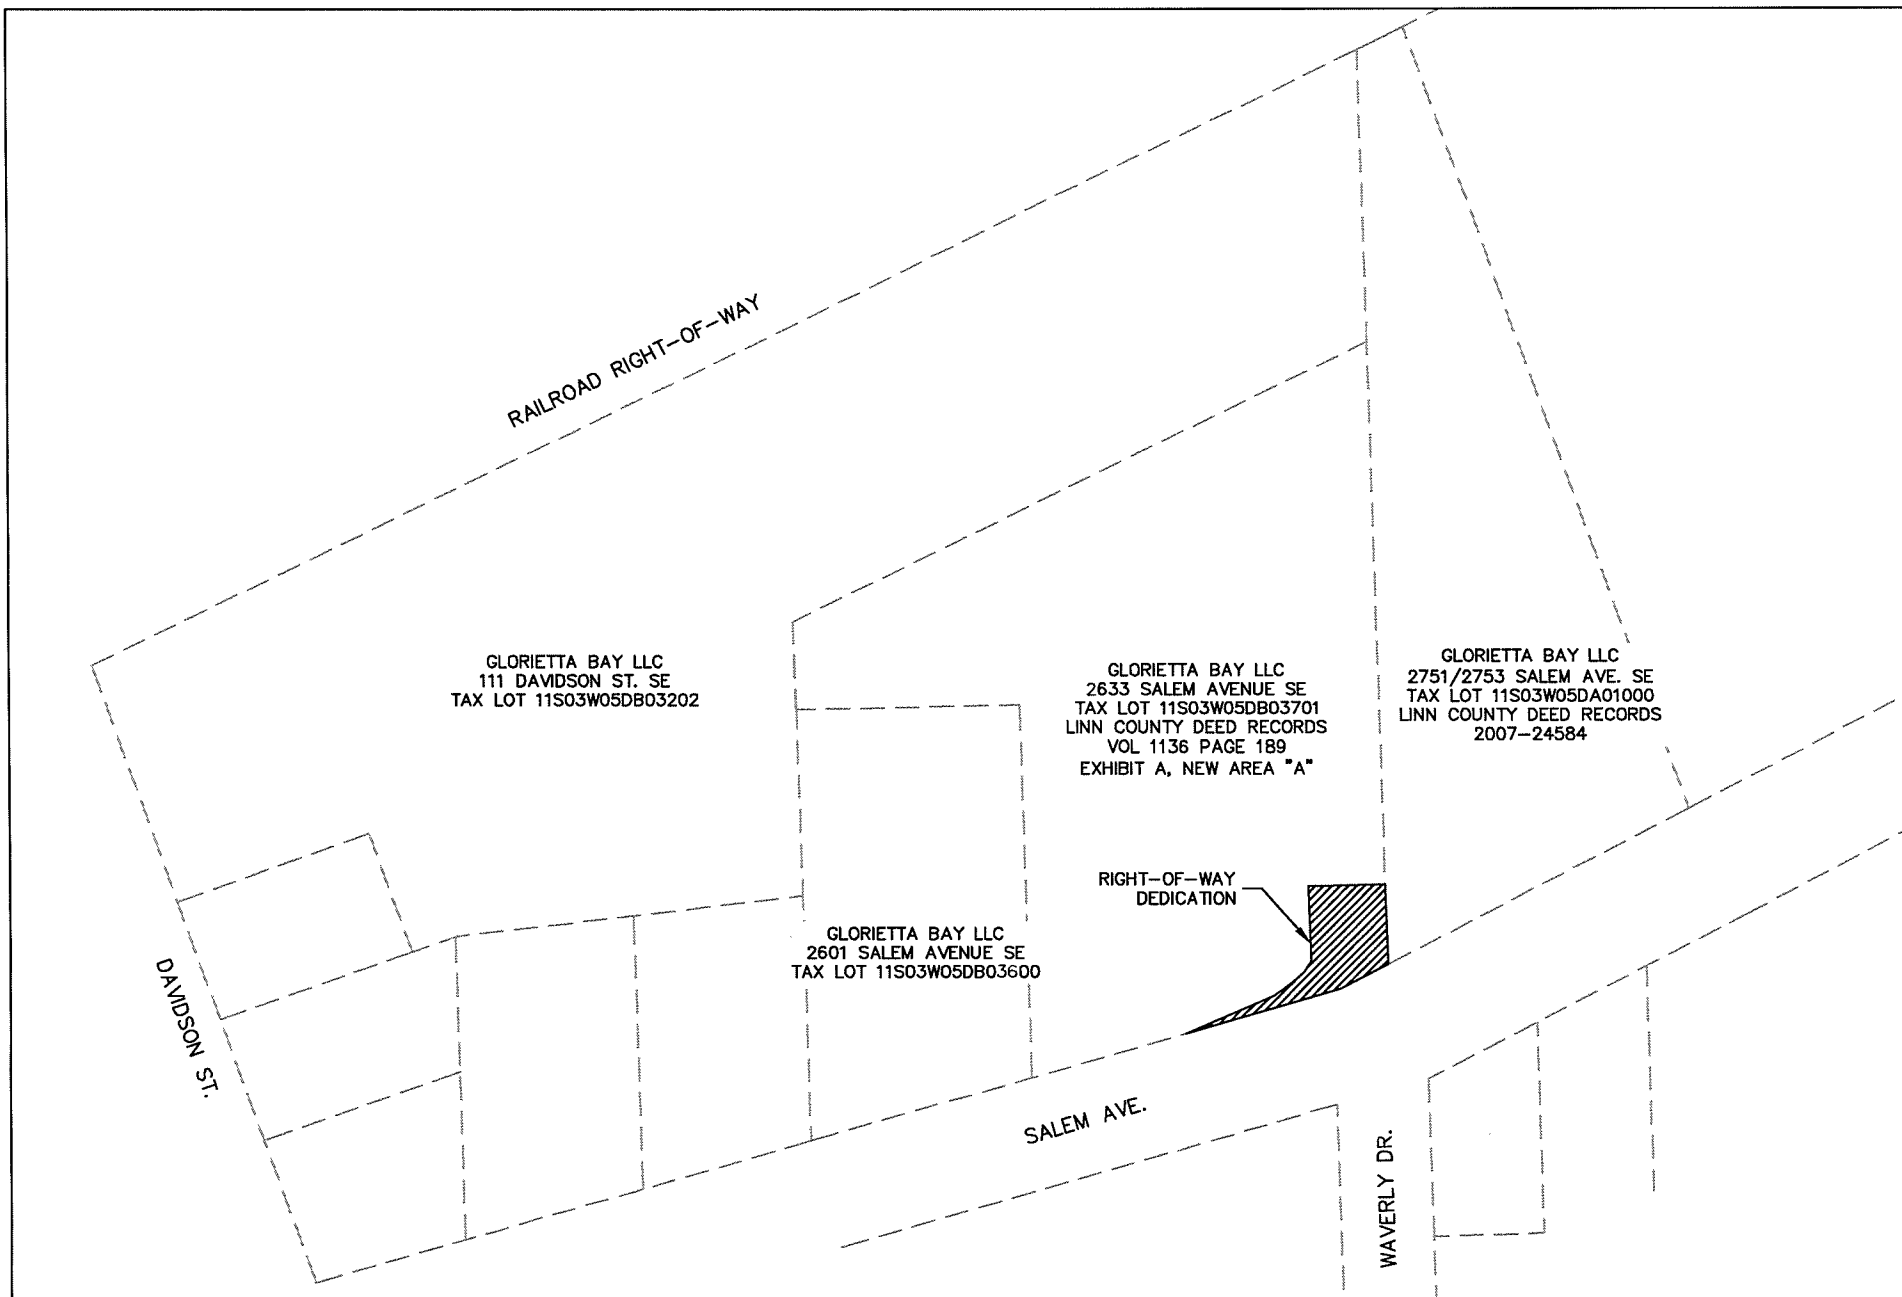 RAILROAD RIGHT-OF-WAY
GLORIETTA BAY LLC
111 DAVIDSON ST. SE
TAX LOT 11S03W05DB03202
GLORIETTA BAY LLC
2633 SALEM AVENUE SE
TAX LOT 11S03W05DB03701
LINN COUNTY DEED RECORDS
VOL 1136 PAGE 189
EXHIBIT A, NEW AREA "A"
GLORIETTA BAY LLC
2751/2753 SALEM AVE. SE
TAX LOT 11S03W05DA01000
LINN COUNTY DEED RECORDS
2007-24584
RIGHT-OF-WAY
DEDICATION
GLORIETTA BAY LLC
2601 SALEM AVENUE SE
TAX LOT 11S03W05DB03600
DAVIDSON ST.
SALEM AVE.
WAVERLY DR.